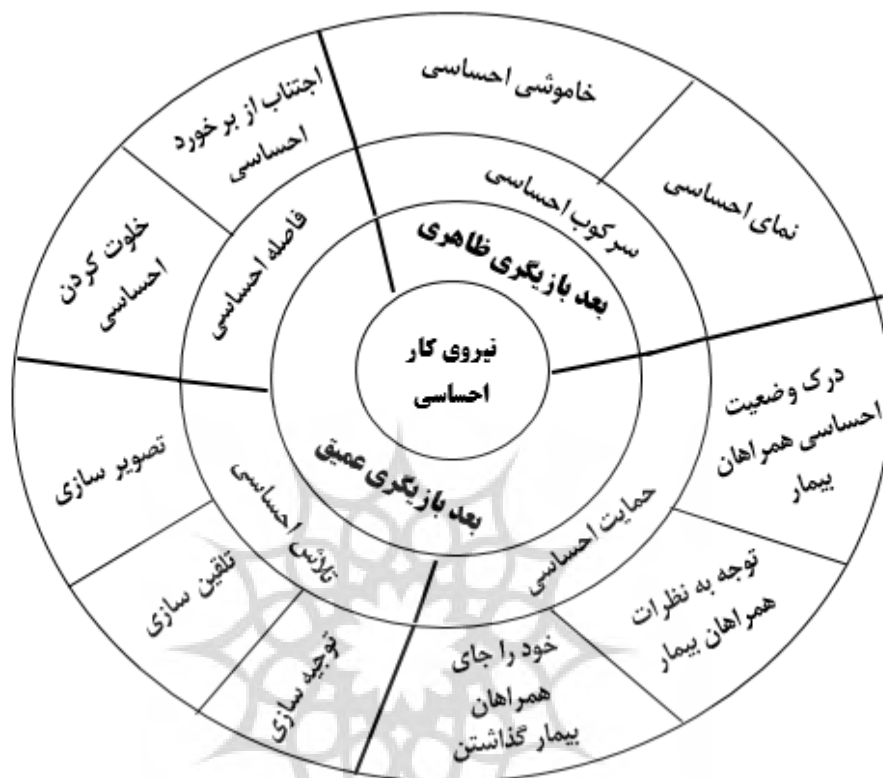 خاموشی احساسی
نمای احساسی
اجتناب از برخورد
احساسی
خلوت کردن
احساسی
سرکوب احساسی
فاصله احساسی
بعد بازیگری ظاهری
نیروی کار
احساسی
درک وضعیت
احساسی همراهان
بیمار
تصویر سازی
بعد بازیگری عمیق
تلاش احساسی
حمایت احساسی
تلقین سازی
توجه به نظرات
همراهان بیمار
توجیه سازی
خود را جای
همراهان
بیمار گذاشتن